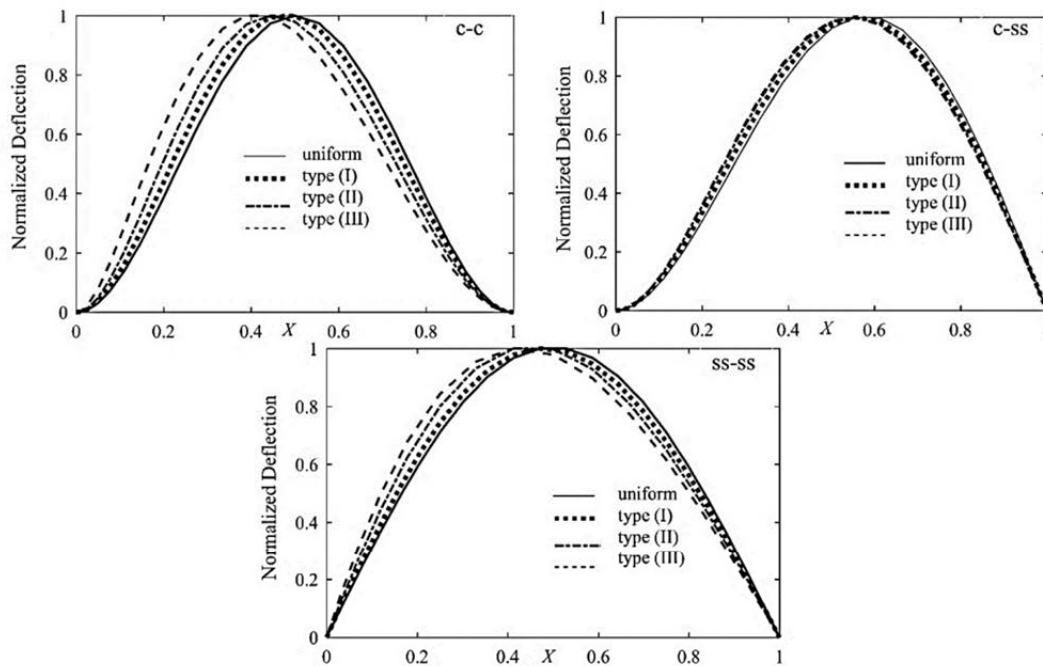 c-c
Normalized Deflection
1
0.8
0.6
0.4
0.2
0
uniform
type (I)
type (II)
type (III)
0
0.2
0.4
X
0.6
0.8
1
c-ss
Normalized Deflection
1
0.8
0.6
0.4
0.2
0
uniform
type (I)
type (II)
type (III)
0
0.2
0.4
X
0.6
0.8
ss-ss
Normalized Deflection
1
0.8
0.6
0.4
0.2
0
uniform
type (I)
type (II)
type (III)
0
0.2
0.4
X
0.6
0.8
1